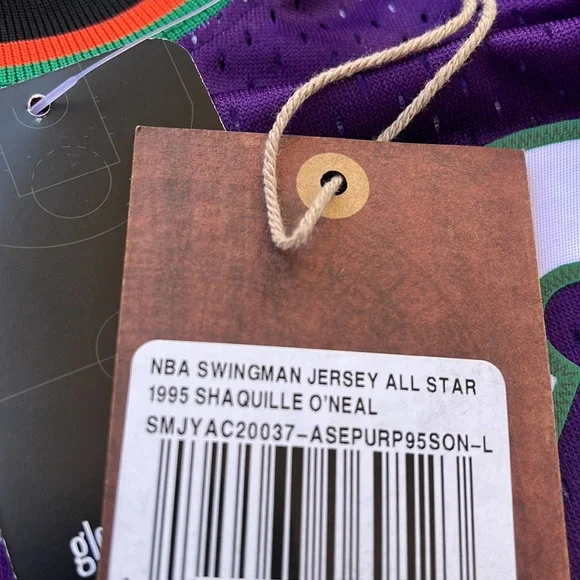 NBA SWINGMAN JERSEY ALL STAR
1995 SHAQUILLE O'NEAL
SMJYAC20037-ASEPURP95SON-L